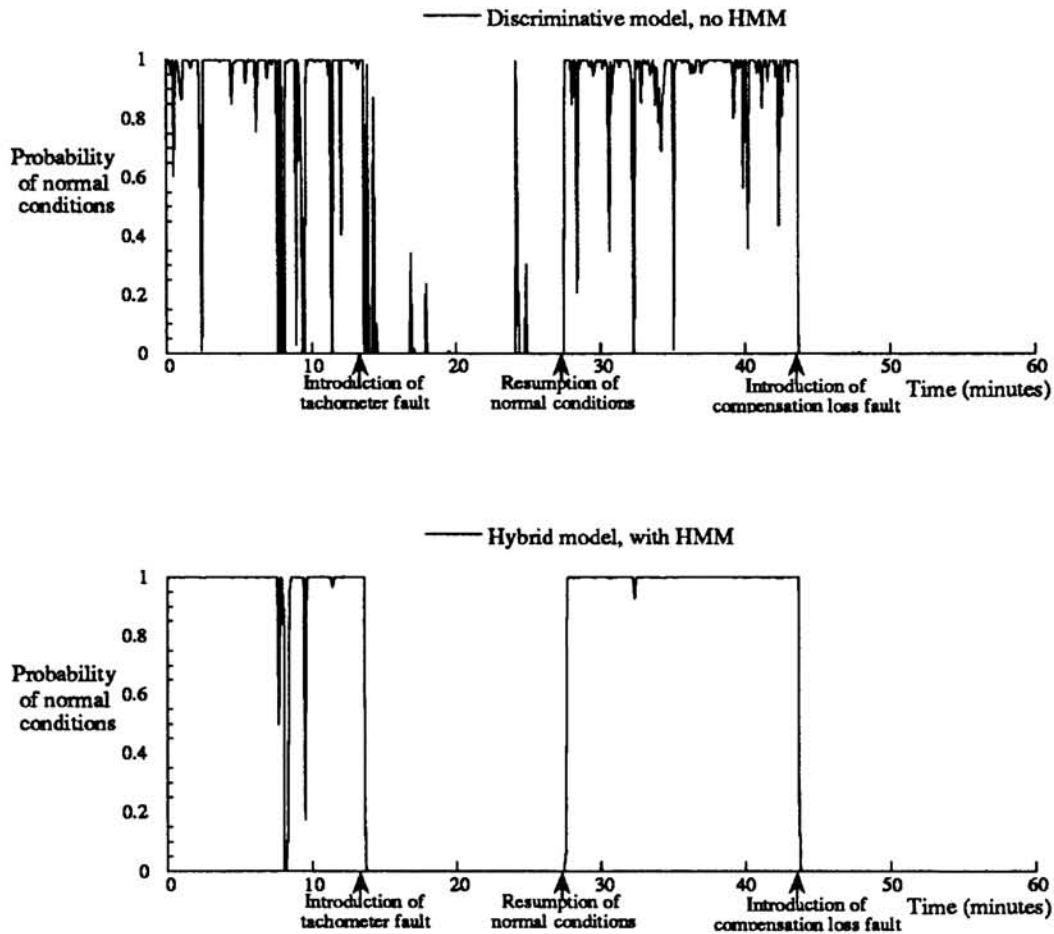 Discriminative model, no HMM
1
0.8
Probability
of normal
conditions
0.6
0.4
0.2
0
0 10 20 30 40 50 60
Introduction of
tachometer fault
Resumption of
normal conditions
Introduction of
compensation loss fault
Time (minutes)
Hybrid model, with HMM
1
0.8
Probability
of normal
conditions
0.6
0.4
0.2
0
0 10 20 30 40 50 60
Introduction of
tachometer fault
Resumption of
normal conditions
Introduction of
compensation loss fault
Time (minutes)